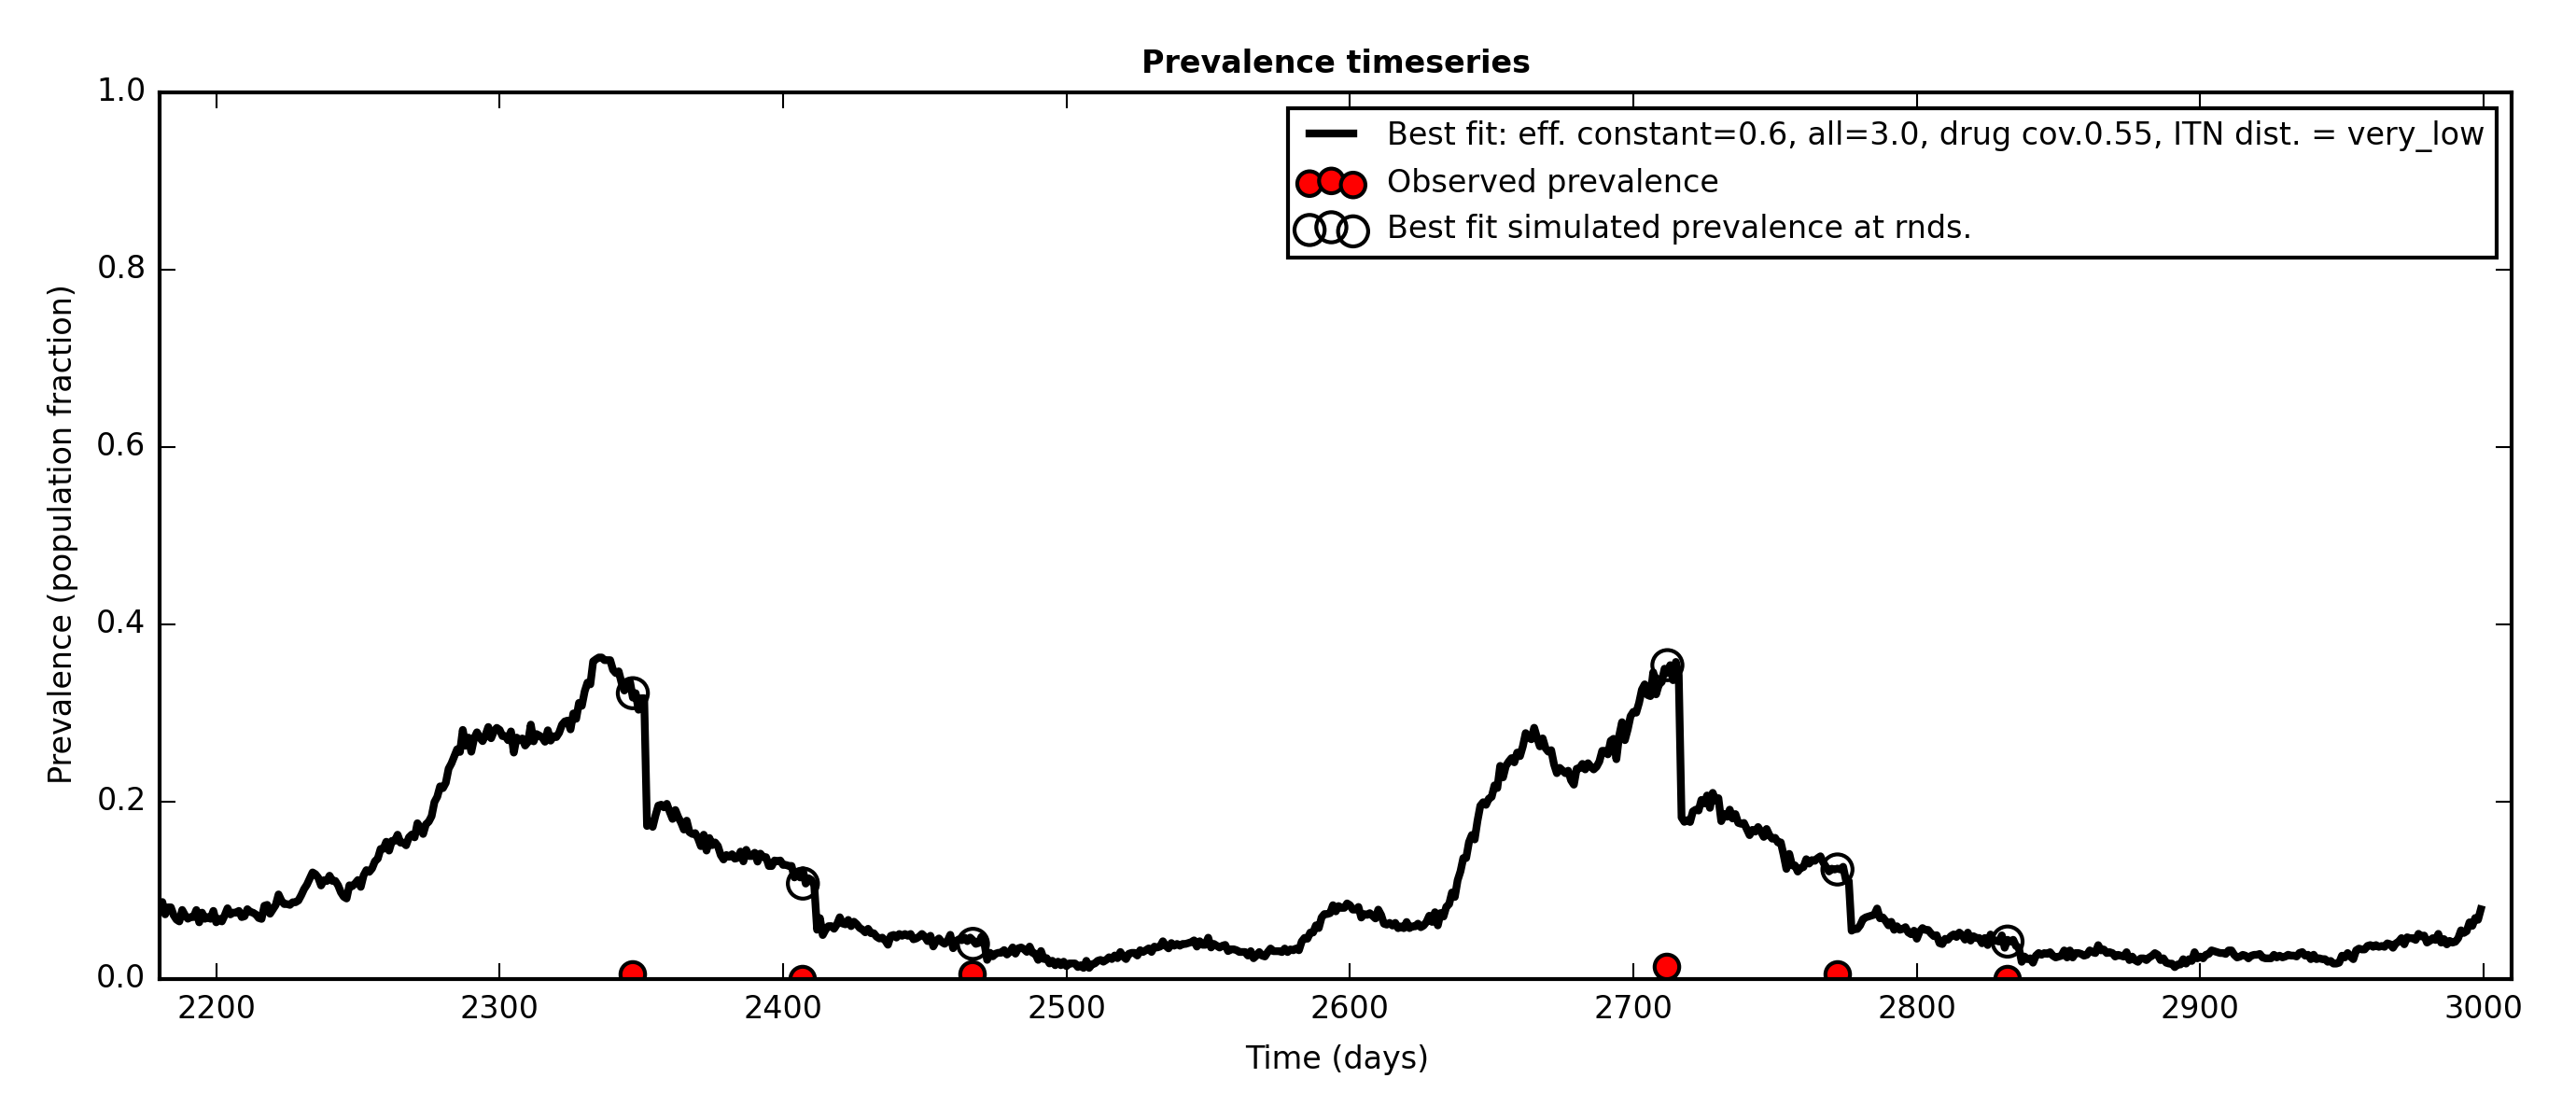 Prevalence timeseries
1.0
0.8
0.6
0.4
0.2
0.0
Prevalence (population fraction)
Best fit: eff. constant=0.6, all=3.0, drug cov.0.55, ITN dist. = very_low
Observed prevalence
Best fit simulated prevalence at rnds.
2200 2300 2400 2500 2600 2700 2800 2900 3000
Time (days)